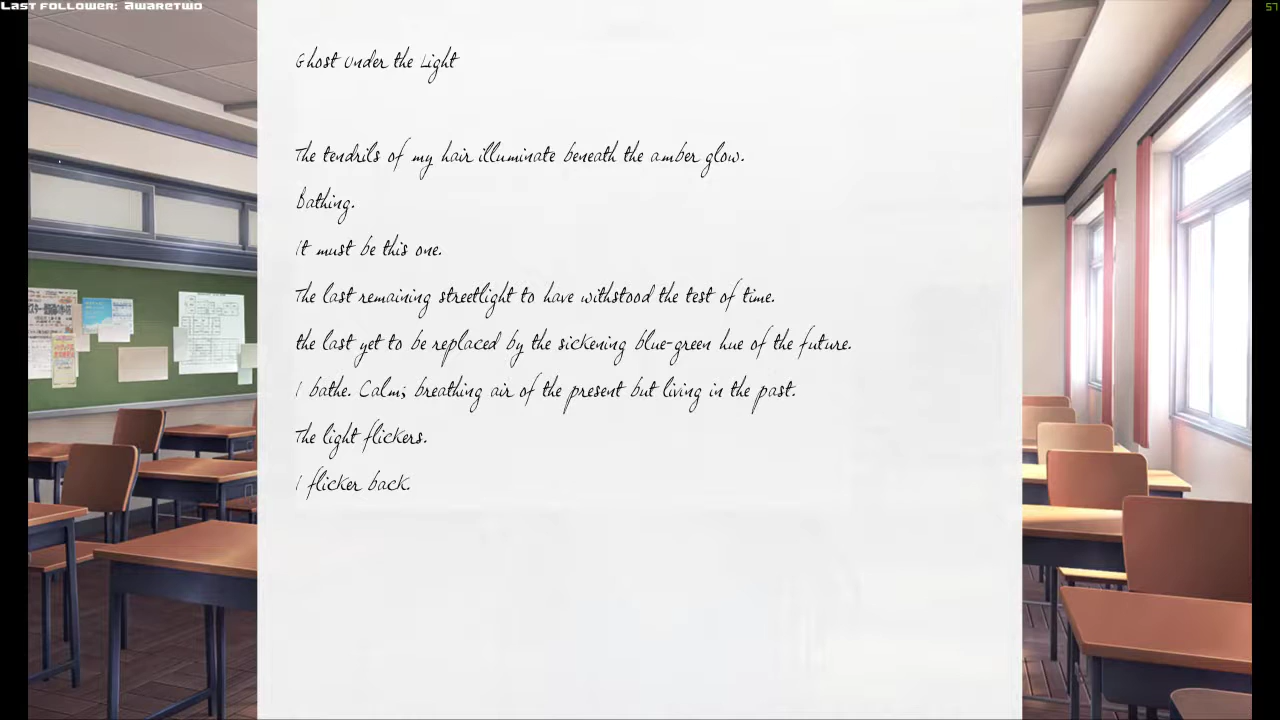 Last follower: Awaretwo
57
Ghost Under the Light
The tendrils of my hair illuminate beneath the amber glow.
Bathing.
It must be this one.
The last remaining streetlight to have withstood the test of time.
the last yet to be replaced by the sickening blue-green hue of the future.
I bathe. Calm; breathing air of the present but living in the past.
The light flickers.
I flicker back.